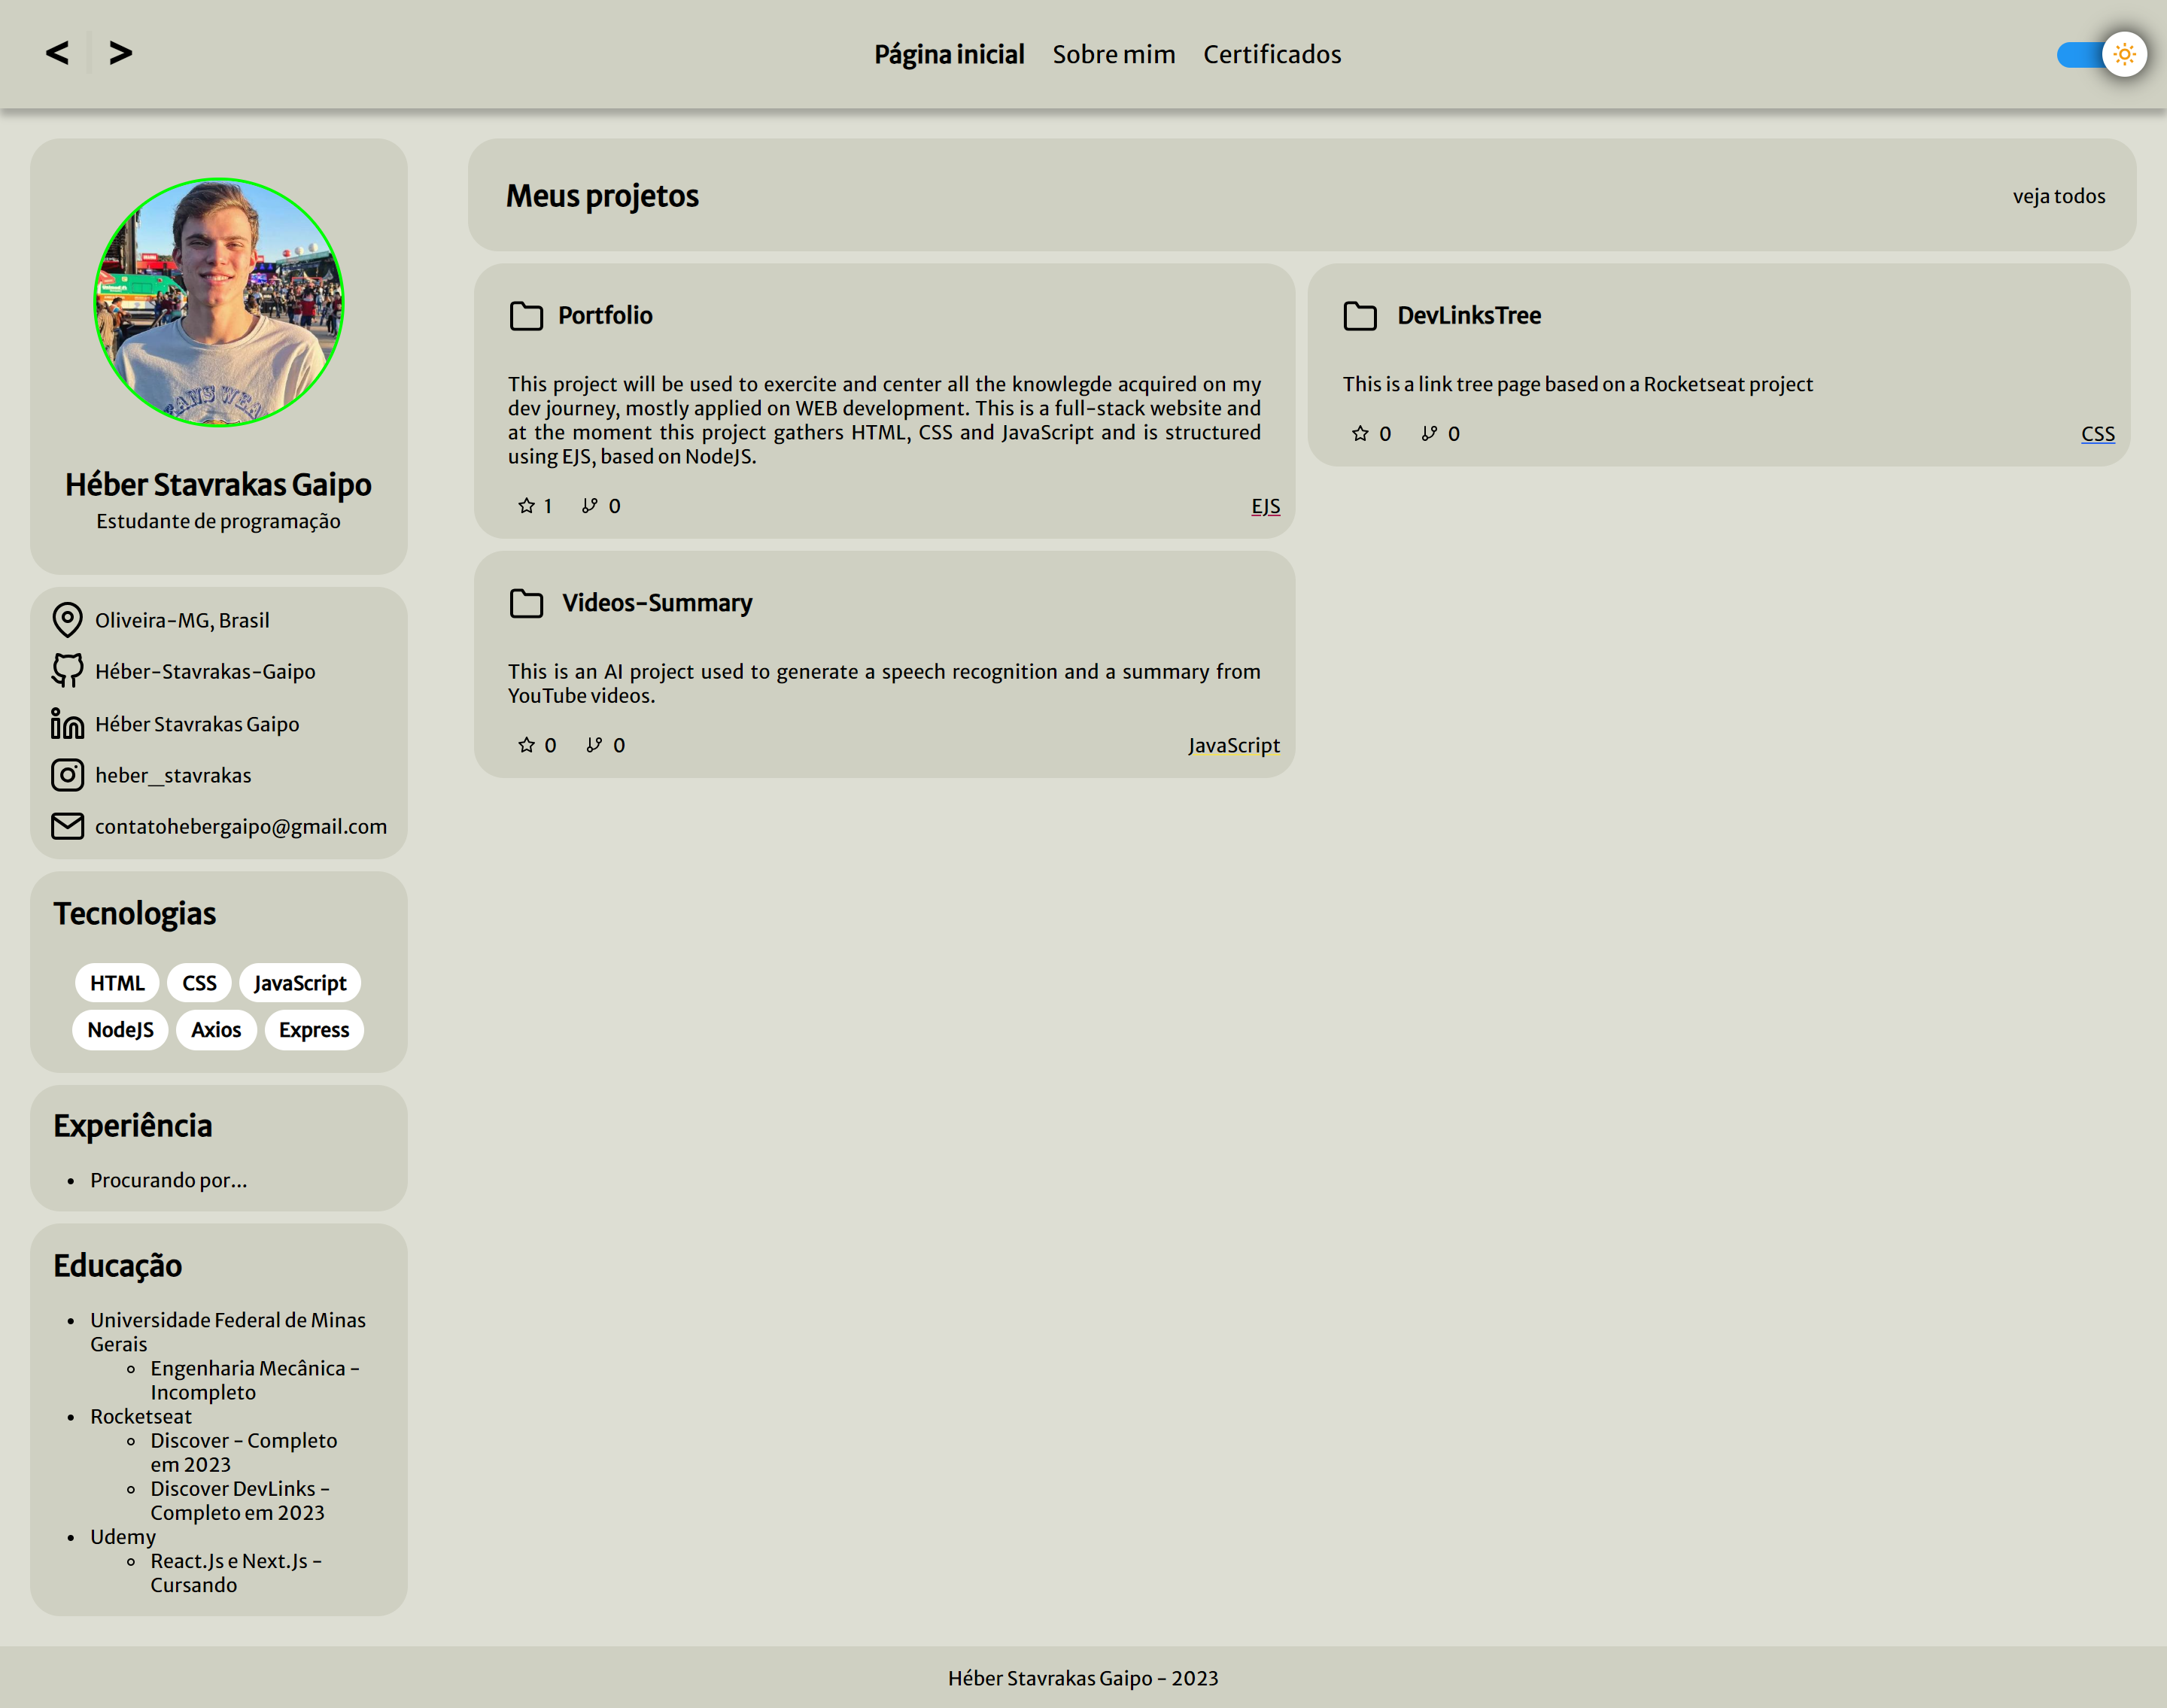 < | >
Página inicial Sobre mim Certificados
Héber Stavrakas Gaipo
Estudante de programação
Oliveira-MG, Brasil
Héber-Stavrakas-Gaipo
Héber Stavrakas Gaipo
heber_stavrakas
contatohebergaipo@gmail.com
Tecnologias
HTML CSS JavaScript
NodeJS Axios Express
Experiência
• Procurando por...
Educação
• Universidade Federal de Minas
Gerais
◦ Engenharia Mecânica -
Incompleto
• Rocketseat
◦ Discover - Completo
em 2023
◦ Discover DevLinks -
Completo em 2023
• Udemy
◦ React.Js e Next.Js -
Cursando
Meus projetos
veja todos
Portfolio
This project will be used to exercite and center all the knowlegde acquired on my
dev journey, mostly applied on WEB development. This is a full-stack website and
at the moment this project gathers HTML, CSS and JavaScript and is structured
using EJS, based on NodeJS.
1 0 EJS
DevLinksTree
This is a link tree page based on a Rocketseat project
0 0 CSS
Videos-Summary
This is an AI project used to generate a speech recognition and a summary from
YouTube videos.
0 0 JavaScript
Héber Stavrakas Gaipo - 2023